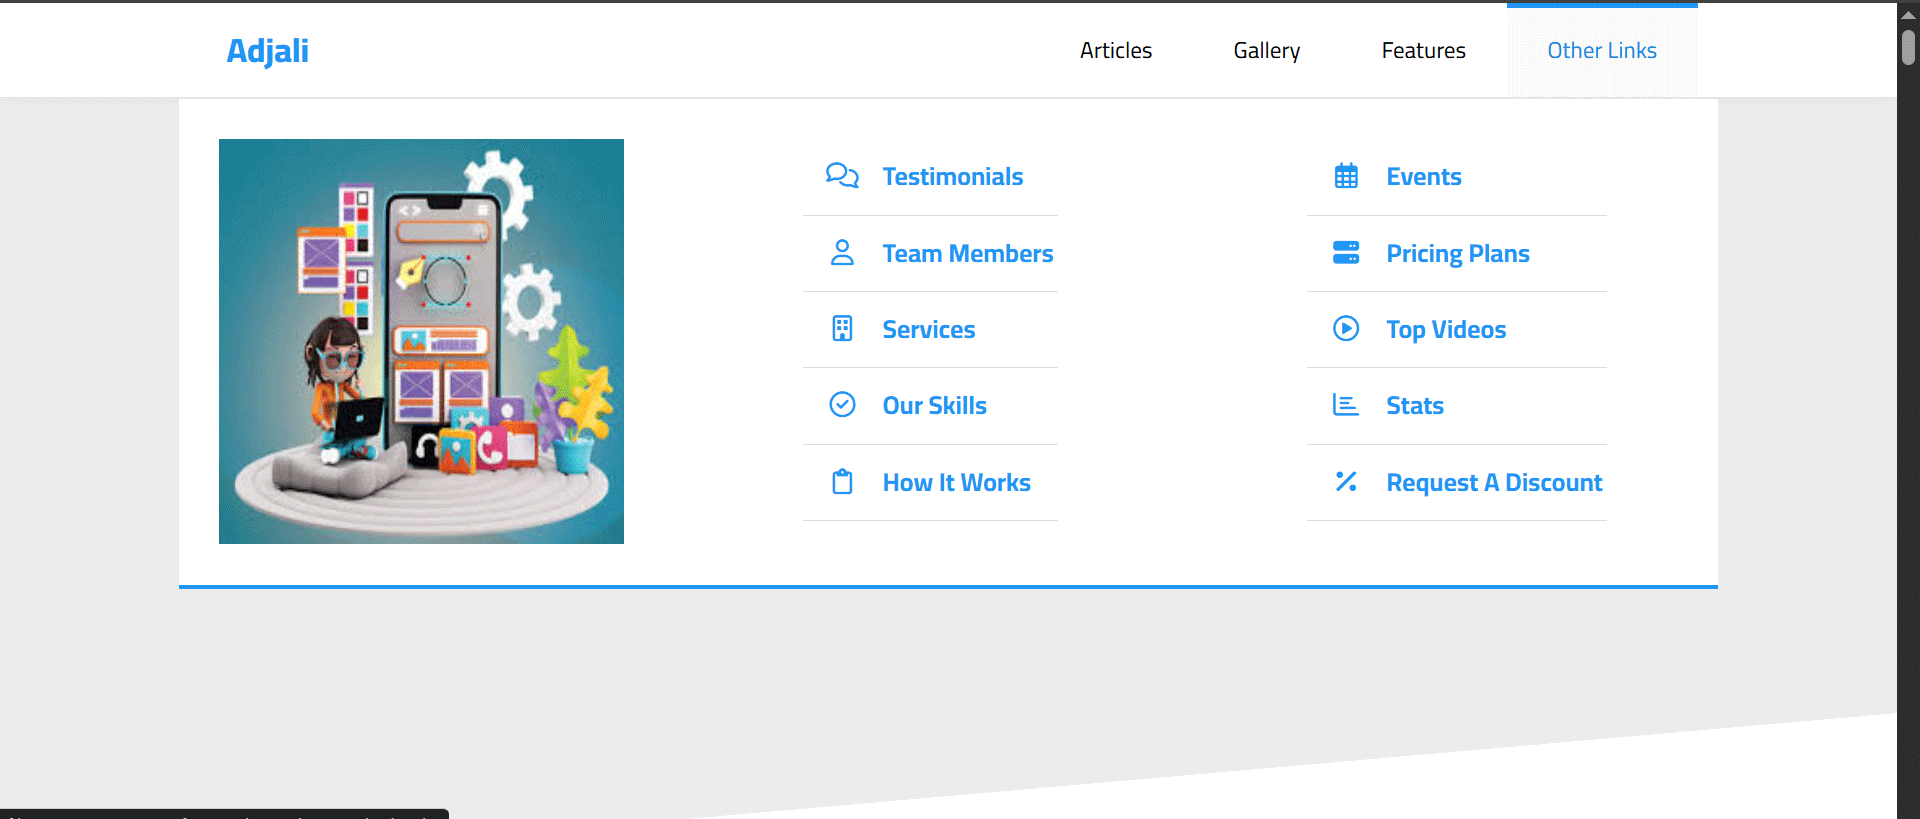 Adjali
Articles
Gallery
Features
Other Links
Testimonials
Team Members
Services
Our Skills
How It Works
Events
Pricing Plans
Top Videos
Stats
Request A Discount